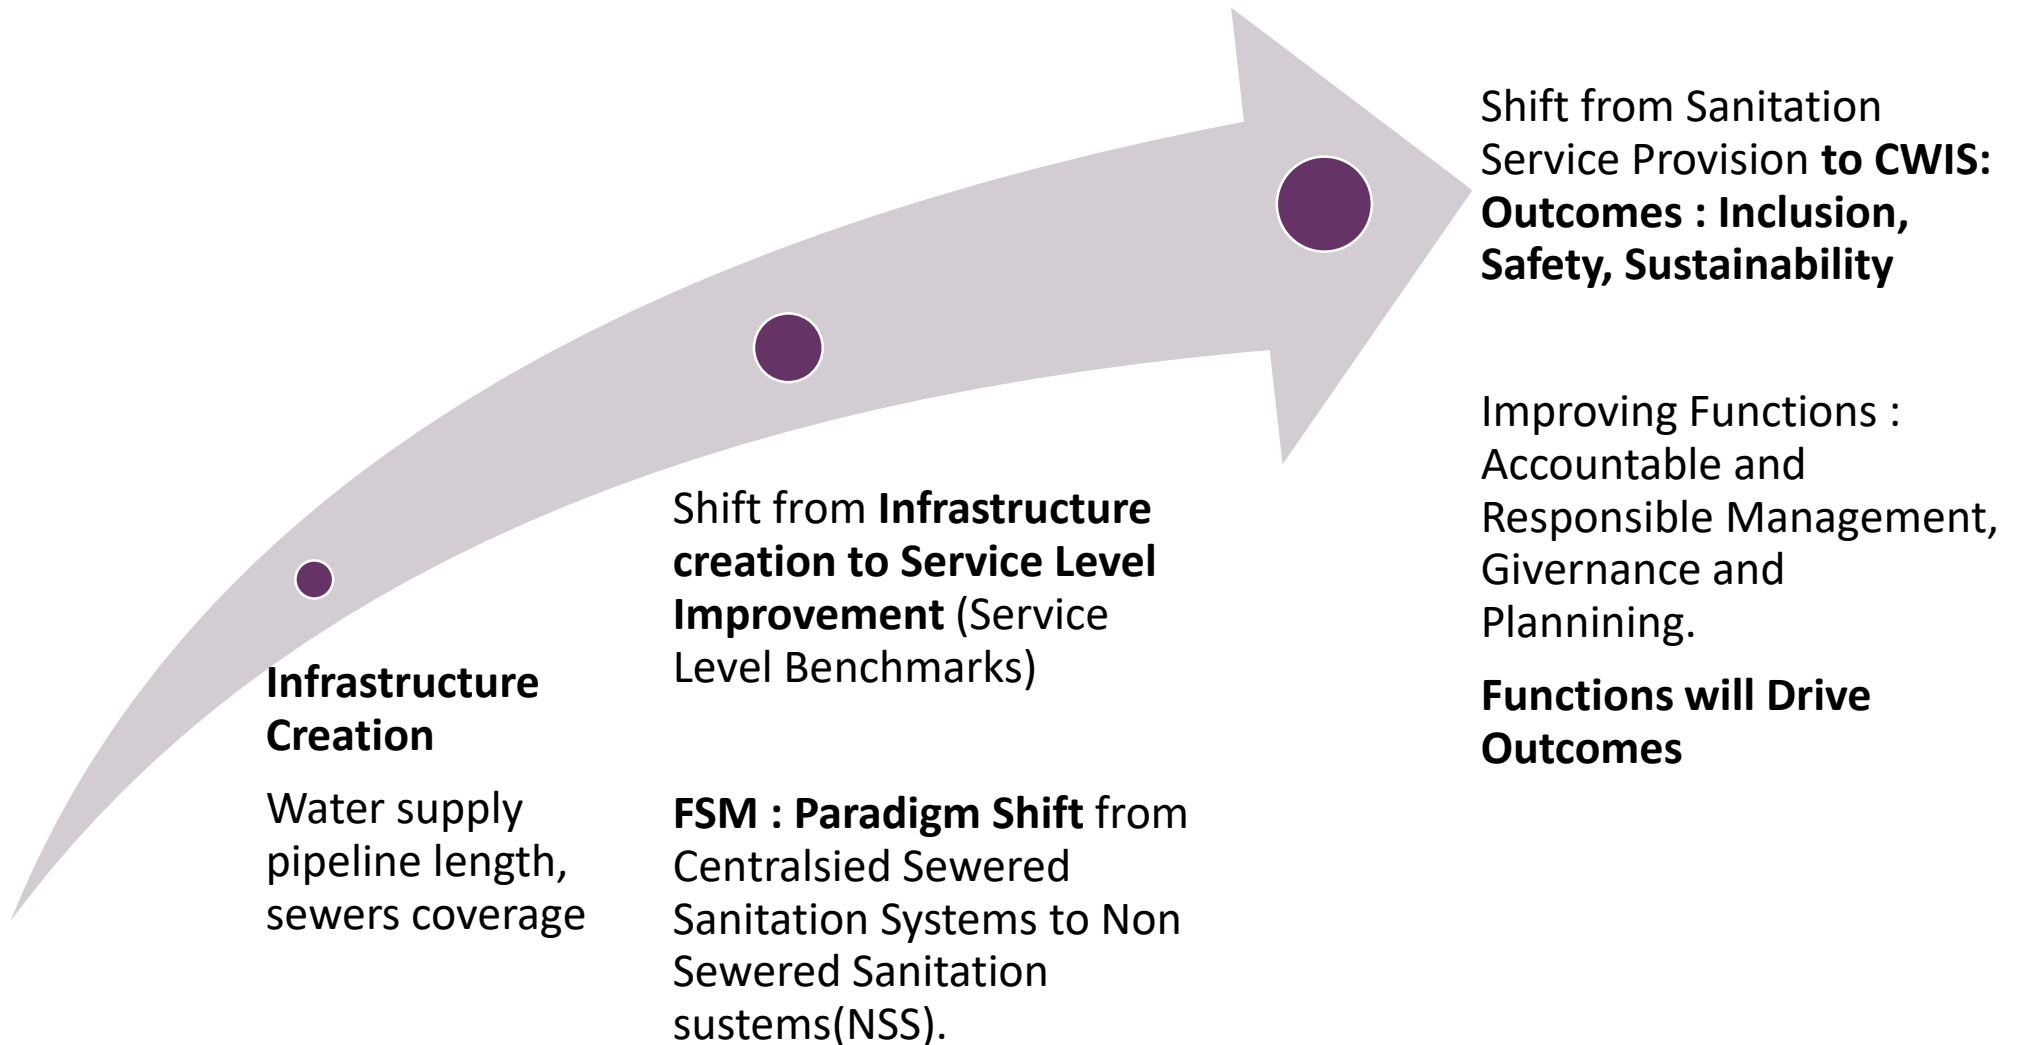 Infrastructure
Creation
Water supply
pipeline length,
sewers coverage
Shift from Infrastructure
creation to Service Level
Improvement (Service
Level Benchmarks)
FSM : Paradigm Shift from
Centralsied Sewered
Sanitation Systems to Non
Sewered Sanitation
sustems(NSS).
Shift from Sanitation
Service Provision to CWIS:
Outcomes : Inclusion,
Safety, Sustainability
Improving Functions :
Accountable and
Responsible Management,
Givernance and
Plannining.
Functions will Drive
Outcomes